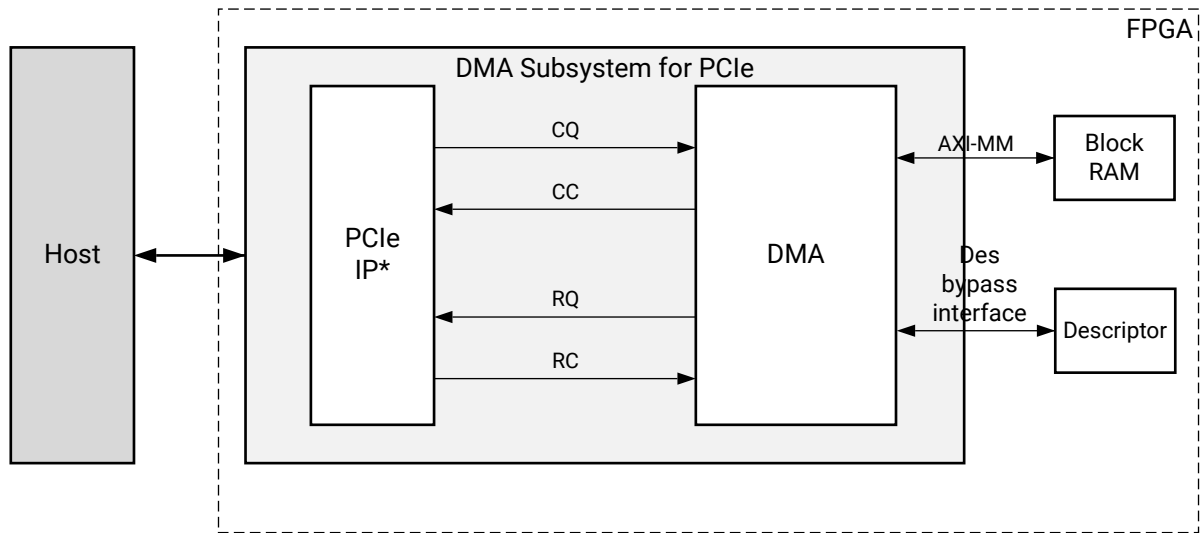 FPGA
DMA Subsystem for PCIe
CQ
AXI-MM
Block
RAM
CC
Host
PCIe
IP*
DMA
Des
bypass
interface
RQ
Descriptor
RC